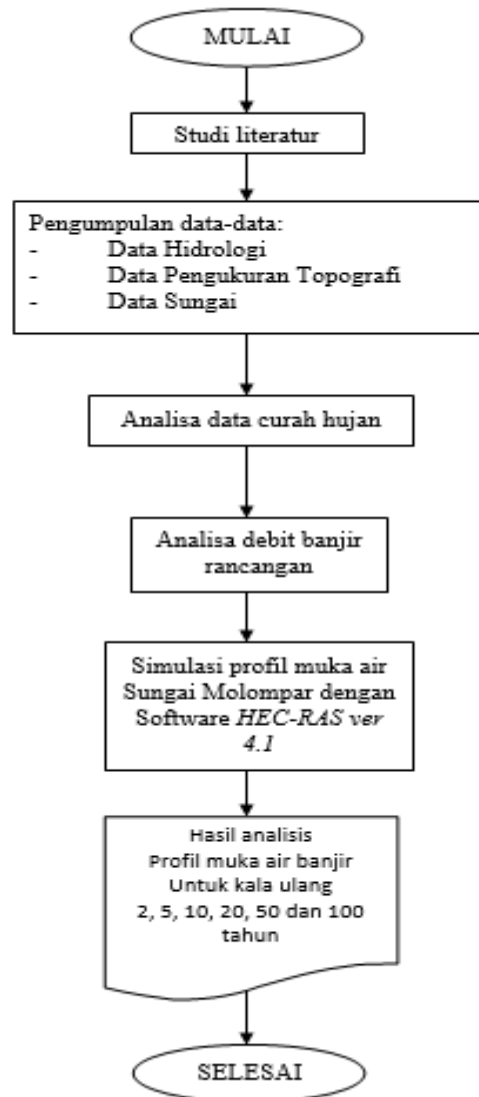 MULAI
Studi literatur
Pengumpulan data-data:
- Data Hidrologi
- Data Pengukuran Topografi
- Data Sungai
Analisa data curah hujan
Analisa debit banjir
rancangan
Simulasi profil muka air
Sungai Molompar dengan
Software HEC-RAS ver
4.1
Hasil analisis
Profil muka air banjir
Untuk kala ulang
2, 5, 10, 20, 50 dan 100
tahun
SELESAI